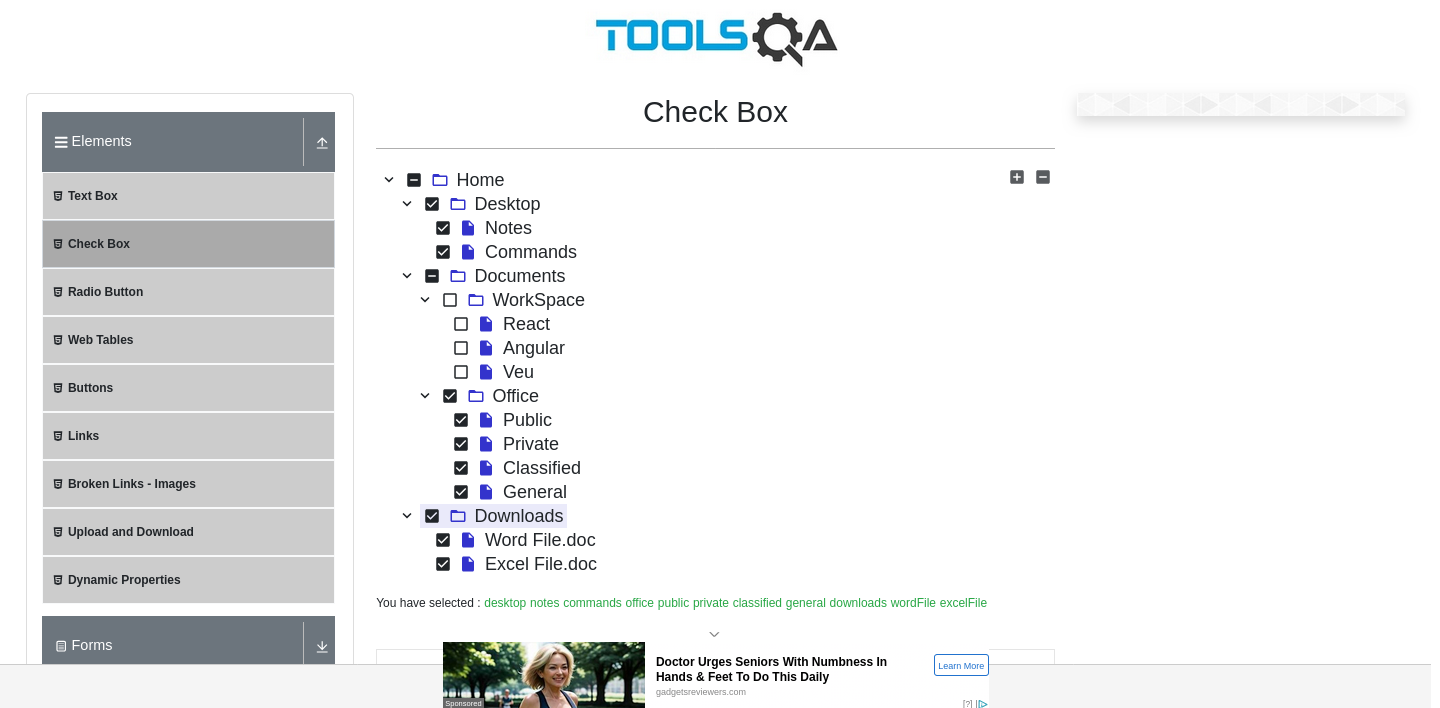 TOOLSQA
Check Box
Elements
Text Box
Check Box
Radio Button
Web Tables
Buttons
Links
Broken Links - Images
Upload and Download
Dynamic Properties
Forms
Home
Desktop
Notes
Commands
Documents
WorkSpace
React
Angular
Veu
Office
Public
Private
Classified
General
Downloads
Word File.doc
Excel File.doc
You have selected : desktop notes commands office public private classified general downloads wordFile excelFile
Doctor Urges Seniors With Numbness In
Hands & Feet To Do This Daily
gadgetsreviewers.com
Learn More
Sponsored
[?]